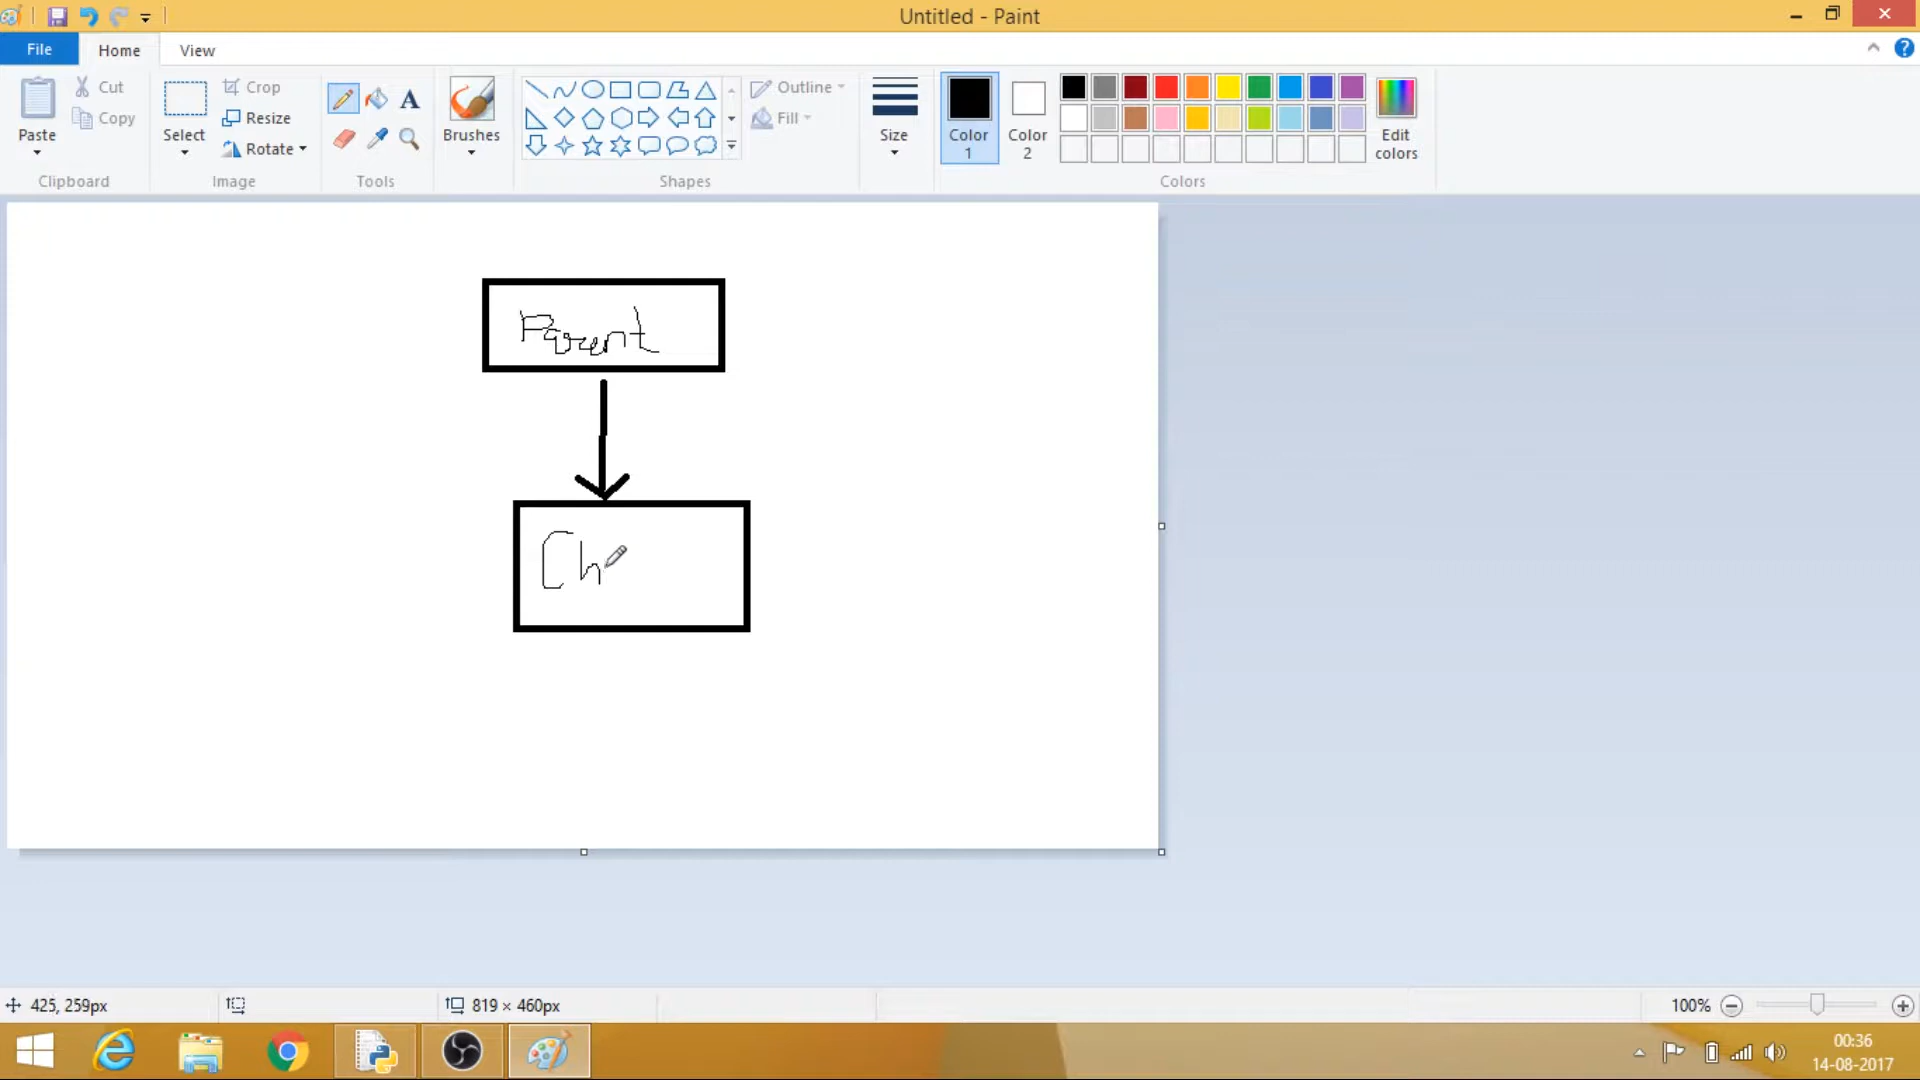 Untitled - Paint
File
Home
View
Paste
Cut
Copy
Clipboard
Select
Crop
Resize
Rotate
Image
A
Tools
Brushes
Shapes
Outline
Fill
Size
Color
1
Color
2
Edit
colors
Colors
?
Parent
Ch
425, 259px
819 × 460px
100%
00:36
14-08-2017